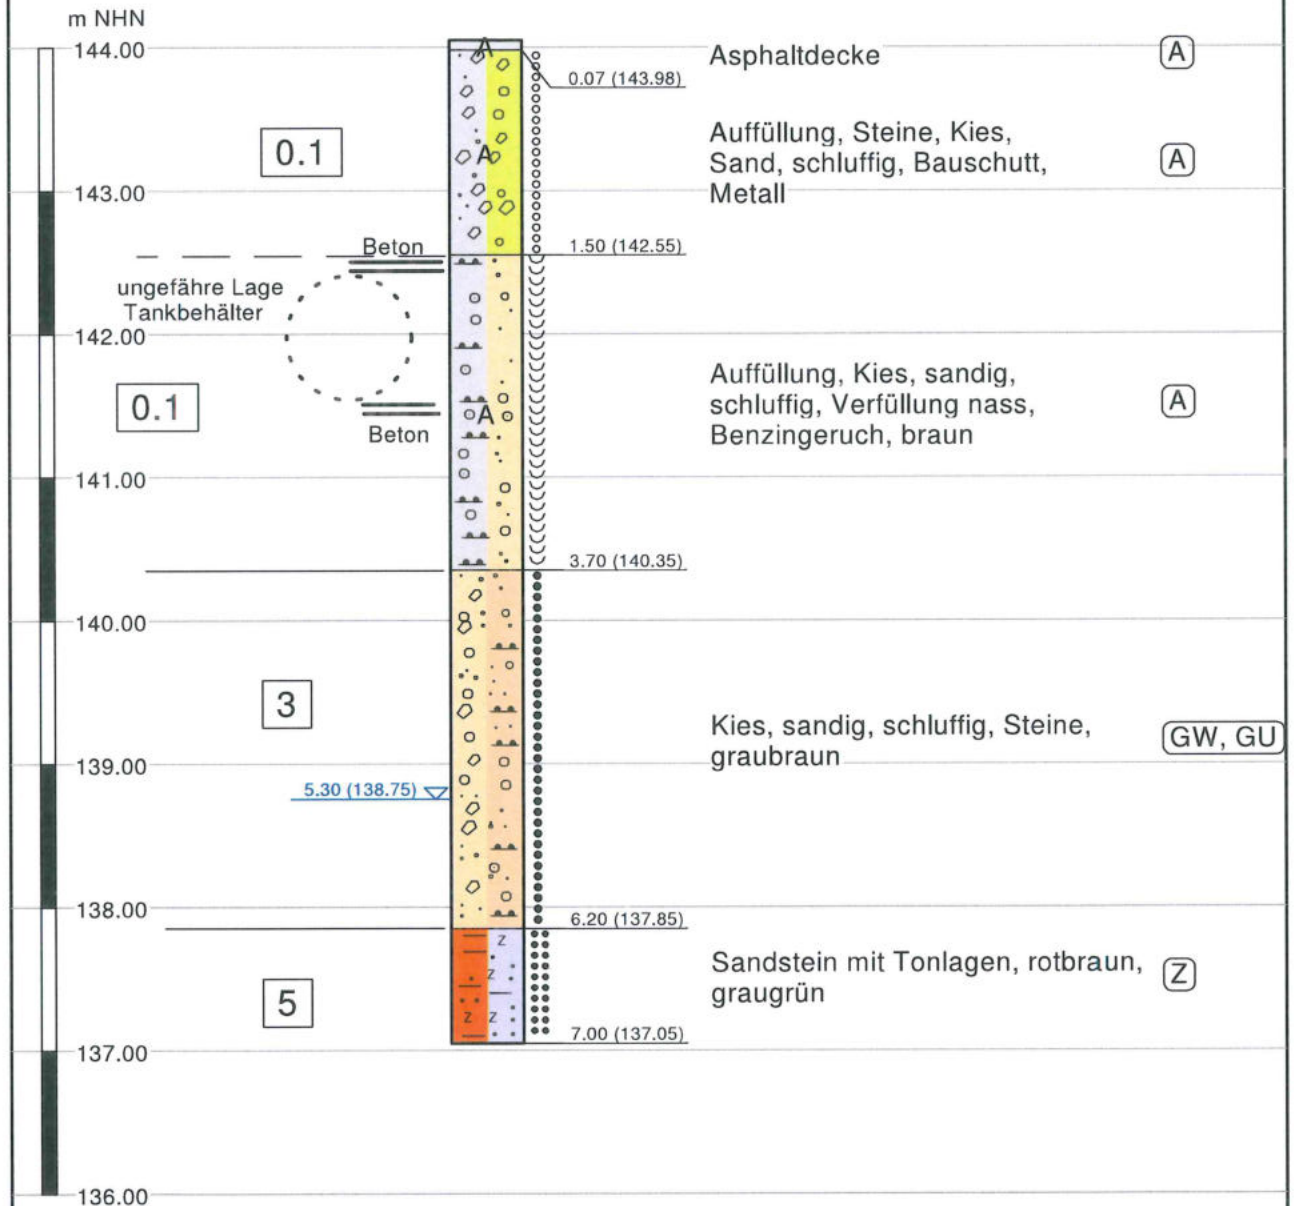 m NHN
144.00
A
0.07 (143.98)
Asphaltdecke
A
0.1
A
Auffüllung, Steine, Kies,
Sand, schluffig, Bauschutt,
Metall
A
143.00
1.50 (142.55)
Beton
ungefähre Lage
Tankbehälter
142.00
0.1
Beton
A
Auffüllung, Kies, sandig,
schluffig, Verfüllung nass,
Benzingeruch, braun
A
141.00
3.70 (140.35)
140.00
3
Kies, sandig, schluffig, Steine,
graubraun
GW, GU
139.00
5.30 (138.75)
138.00
6.20 (137.85)
5
Z
Z
Z Z
Sandstein mit Tonlagen, rotbraun,
graugrün
Z
7.00 (137.05)
137.00
136.00